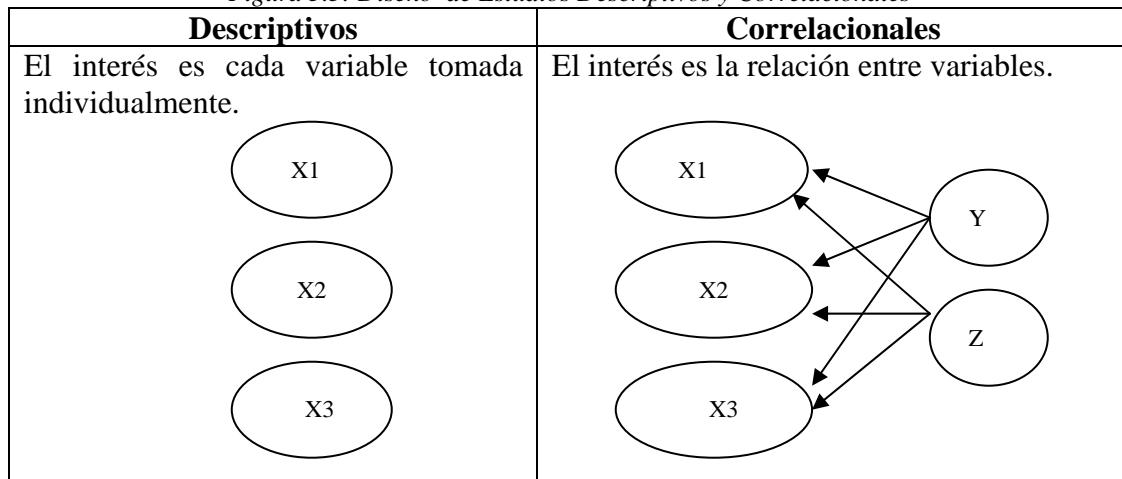 Descriptivos
Correlacionales
El interés es cada variable tomada
individualmente.
El interés es la relación entre variables.
X1
X2
X3
X1
X2
X3
Y
Z